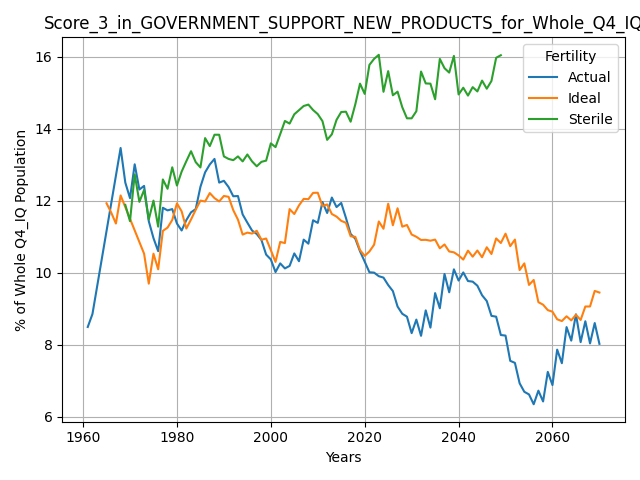 Score_3_in_GOVERNMENT_SUPPORT_NEW_PRODUCTS_for_Whole_Q4_IQ
% of Whole Q4_IQ Population
16
14
12
10
8
6
Fertility
Actual
Ideal
Sterile
1960 1980 2000 2020 2040 2060
Years